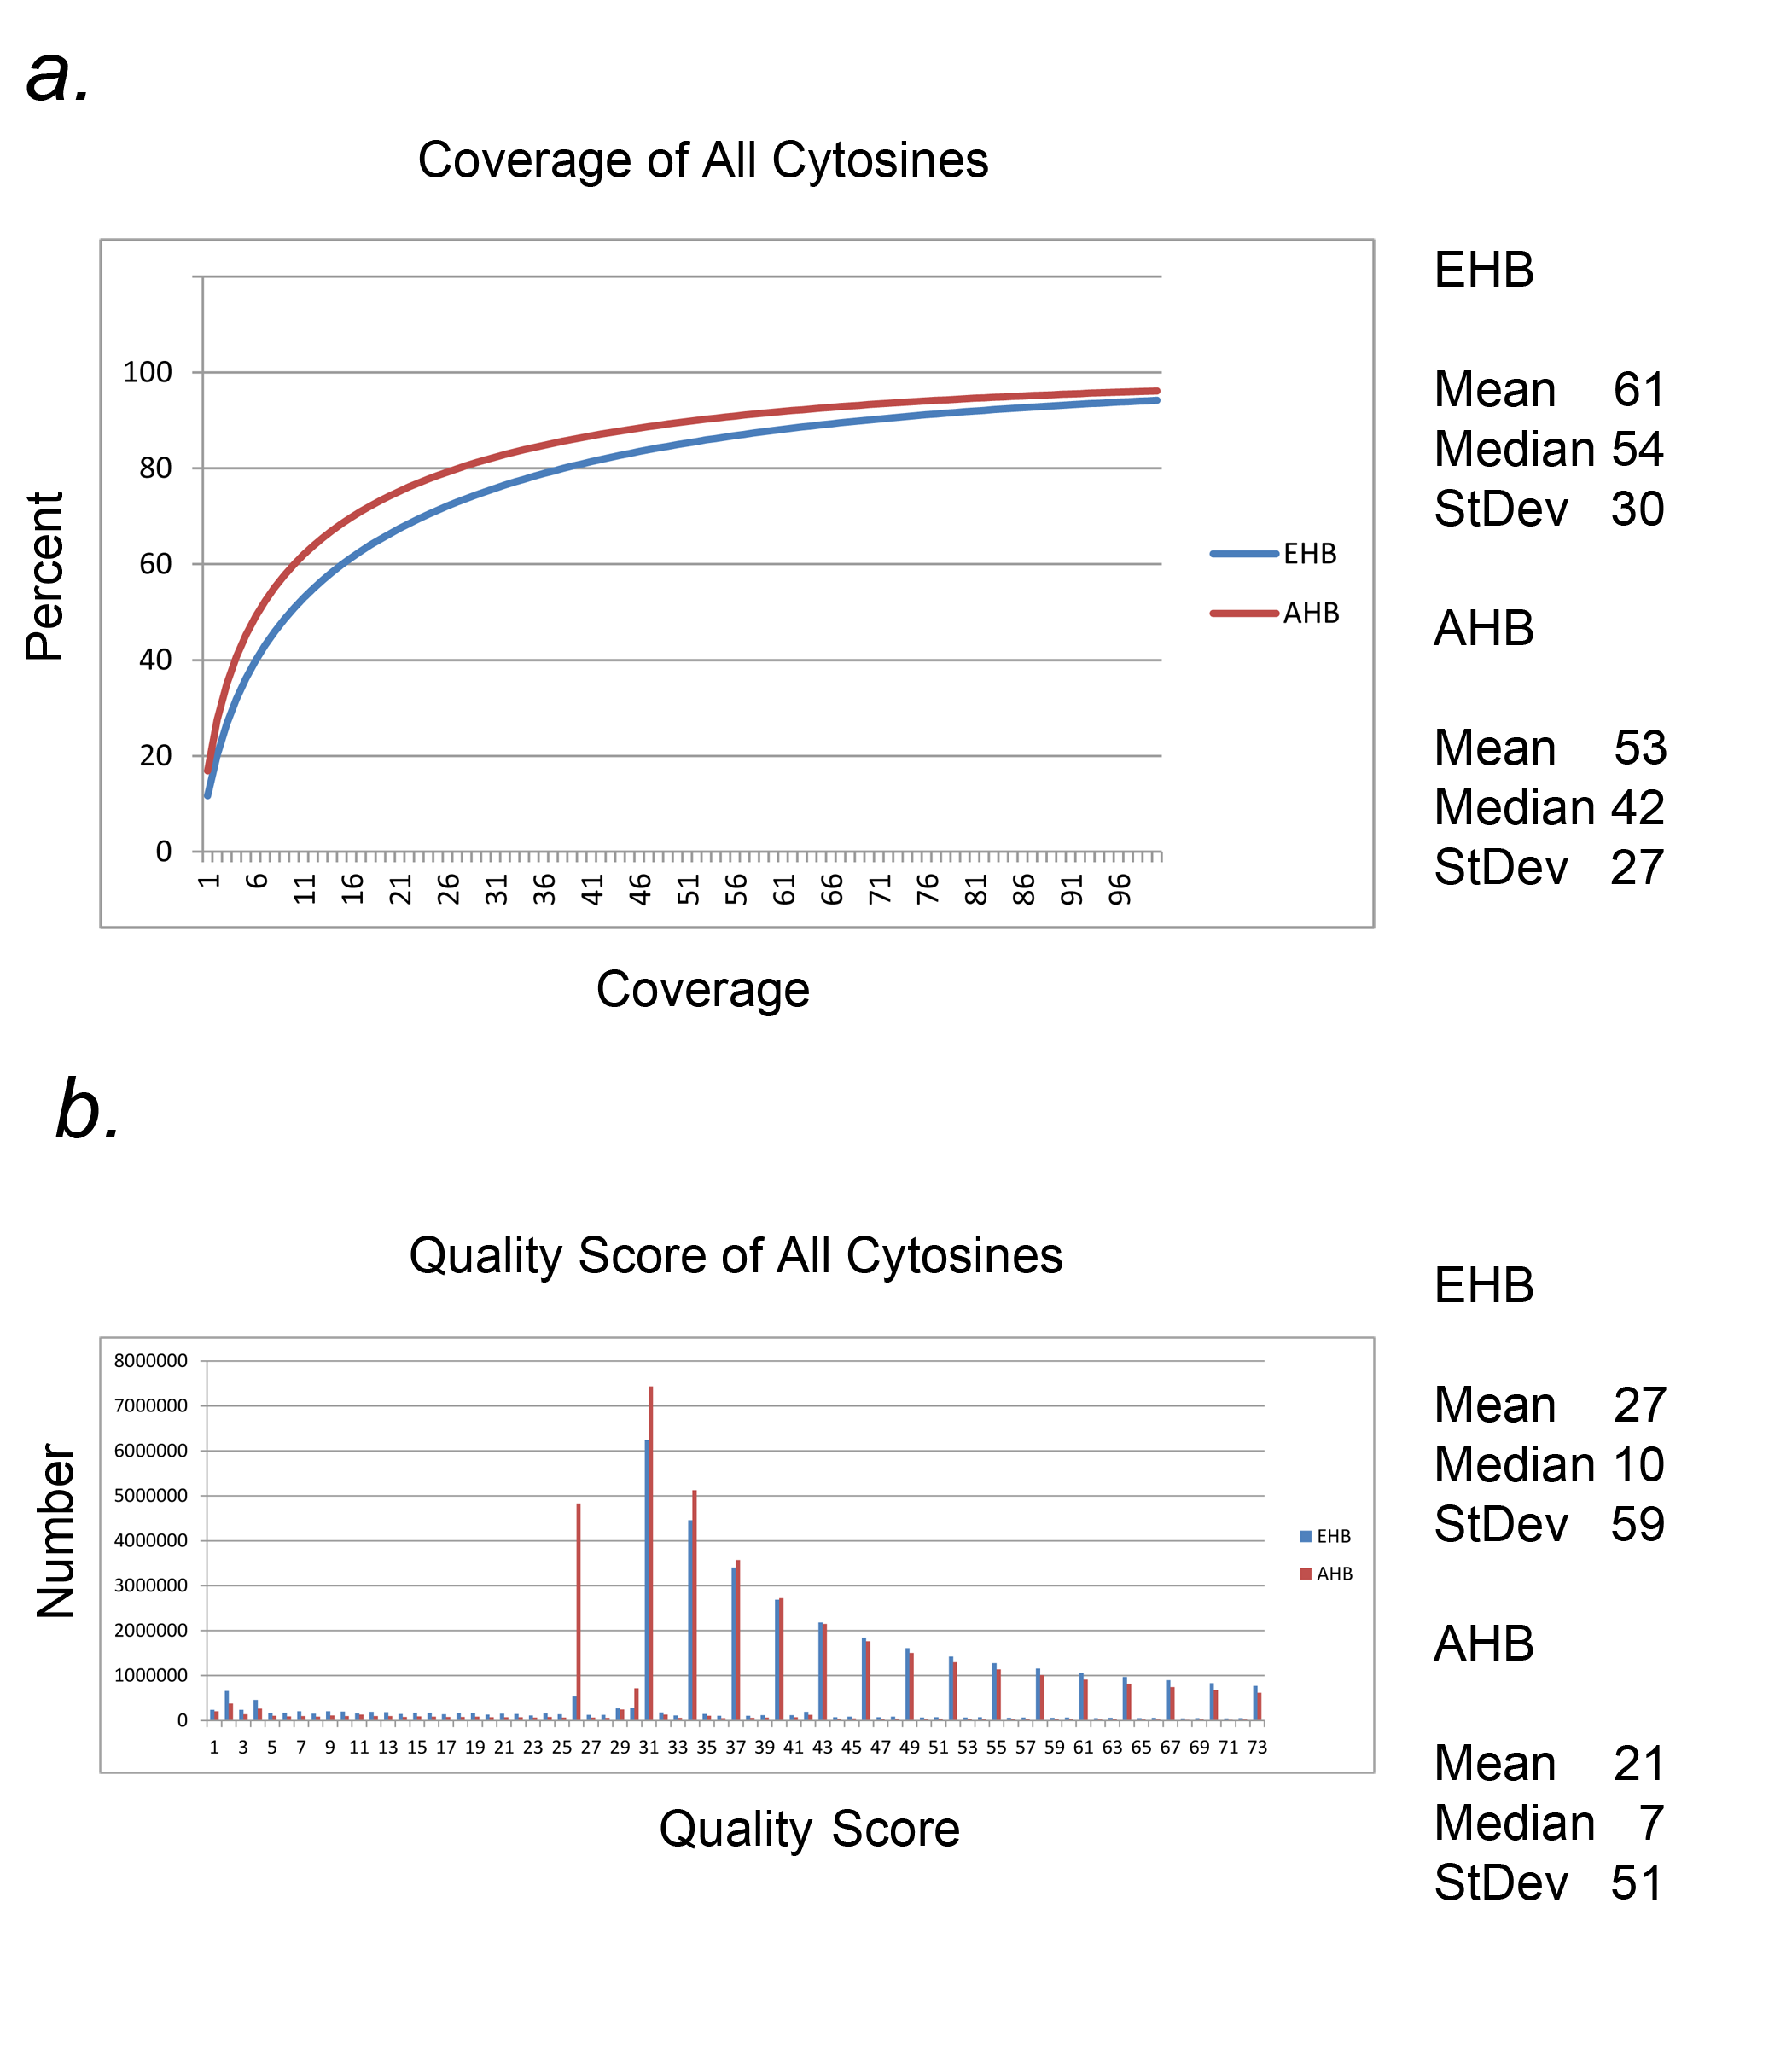 a.
Coverage of All Cytosines
100
80
60
40
20
0
Percent
1 6 11 16 21 26 31 36 41 46 51 56 61 66 71 76 81 86 91 96
Coverage
EHB
AHB
EHB
Mean 61
Median 54
StDev 30
AHB
Mean 53
Median 42
StDev 27
b.
Quality Score of All Cytosines
8000000
7000000
6000000
5000000
4000000
3000000
2000000
1000000
0
Number
1 3 5 7 9 11 13 15 17 19 21 23 25 27 29 31 33 35 37 39 41 43 45 47 49 51 53 55 57 59 61 63 65 67 69 71 73
Quality Score
EHB
AHB
EHB
Mean 27
Median 10
StDev 59
AHB
Mean 21
Median 7
StDev 51